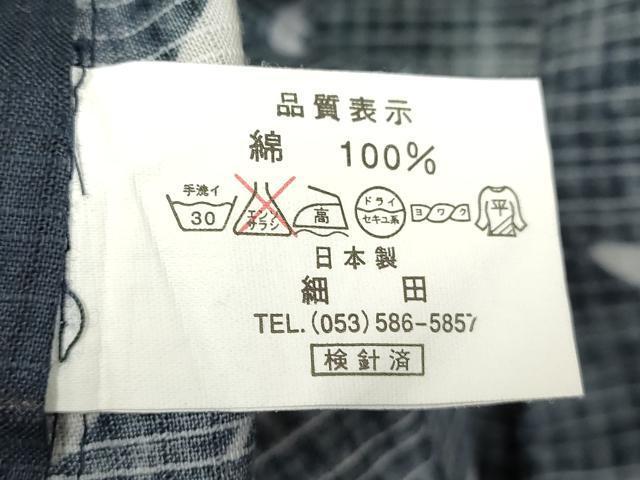 品質表示
綿 100%
手洗イ 30 エンソサラシ 高 ドライ セキユ系 ヨワク 平
日本製
細田
TEL.(053)586-5857
検針済